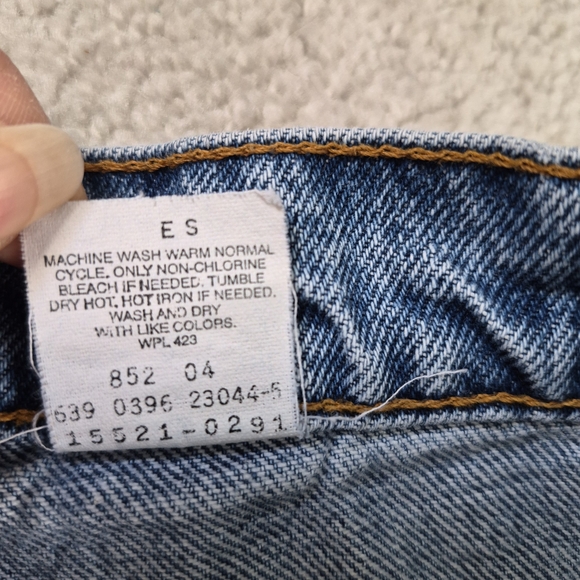 E S
MACHINE WASH WARM NORMAL
CYCLE. ONLY NON-CHLORINE
BLEACH IF NEEDED. TUMBLE
DRY HOT. HOT IRON IF NEEDED.
WASH AND DRY
WITH LIKE COLORS.
WPL 423
852 04
639 0396 23044-5
15521-0291